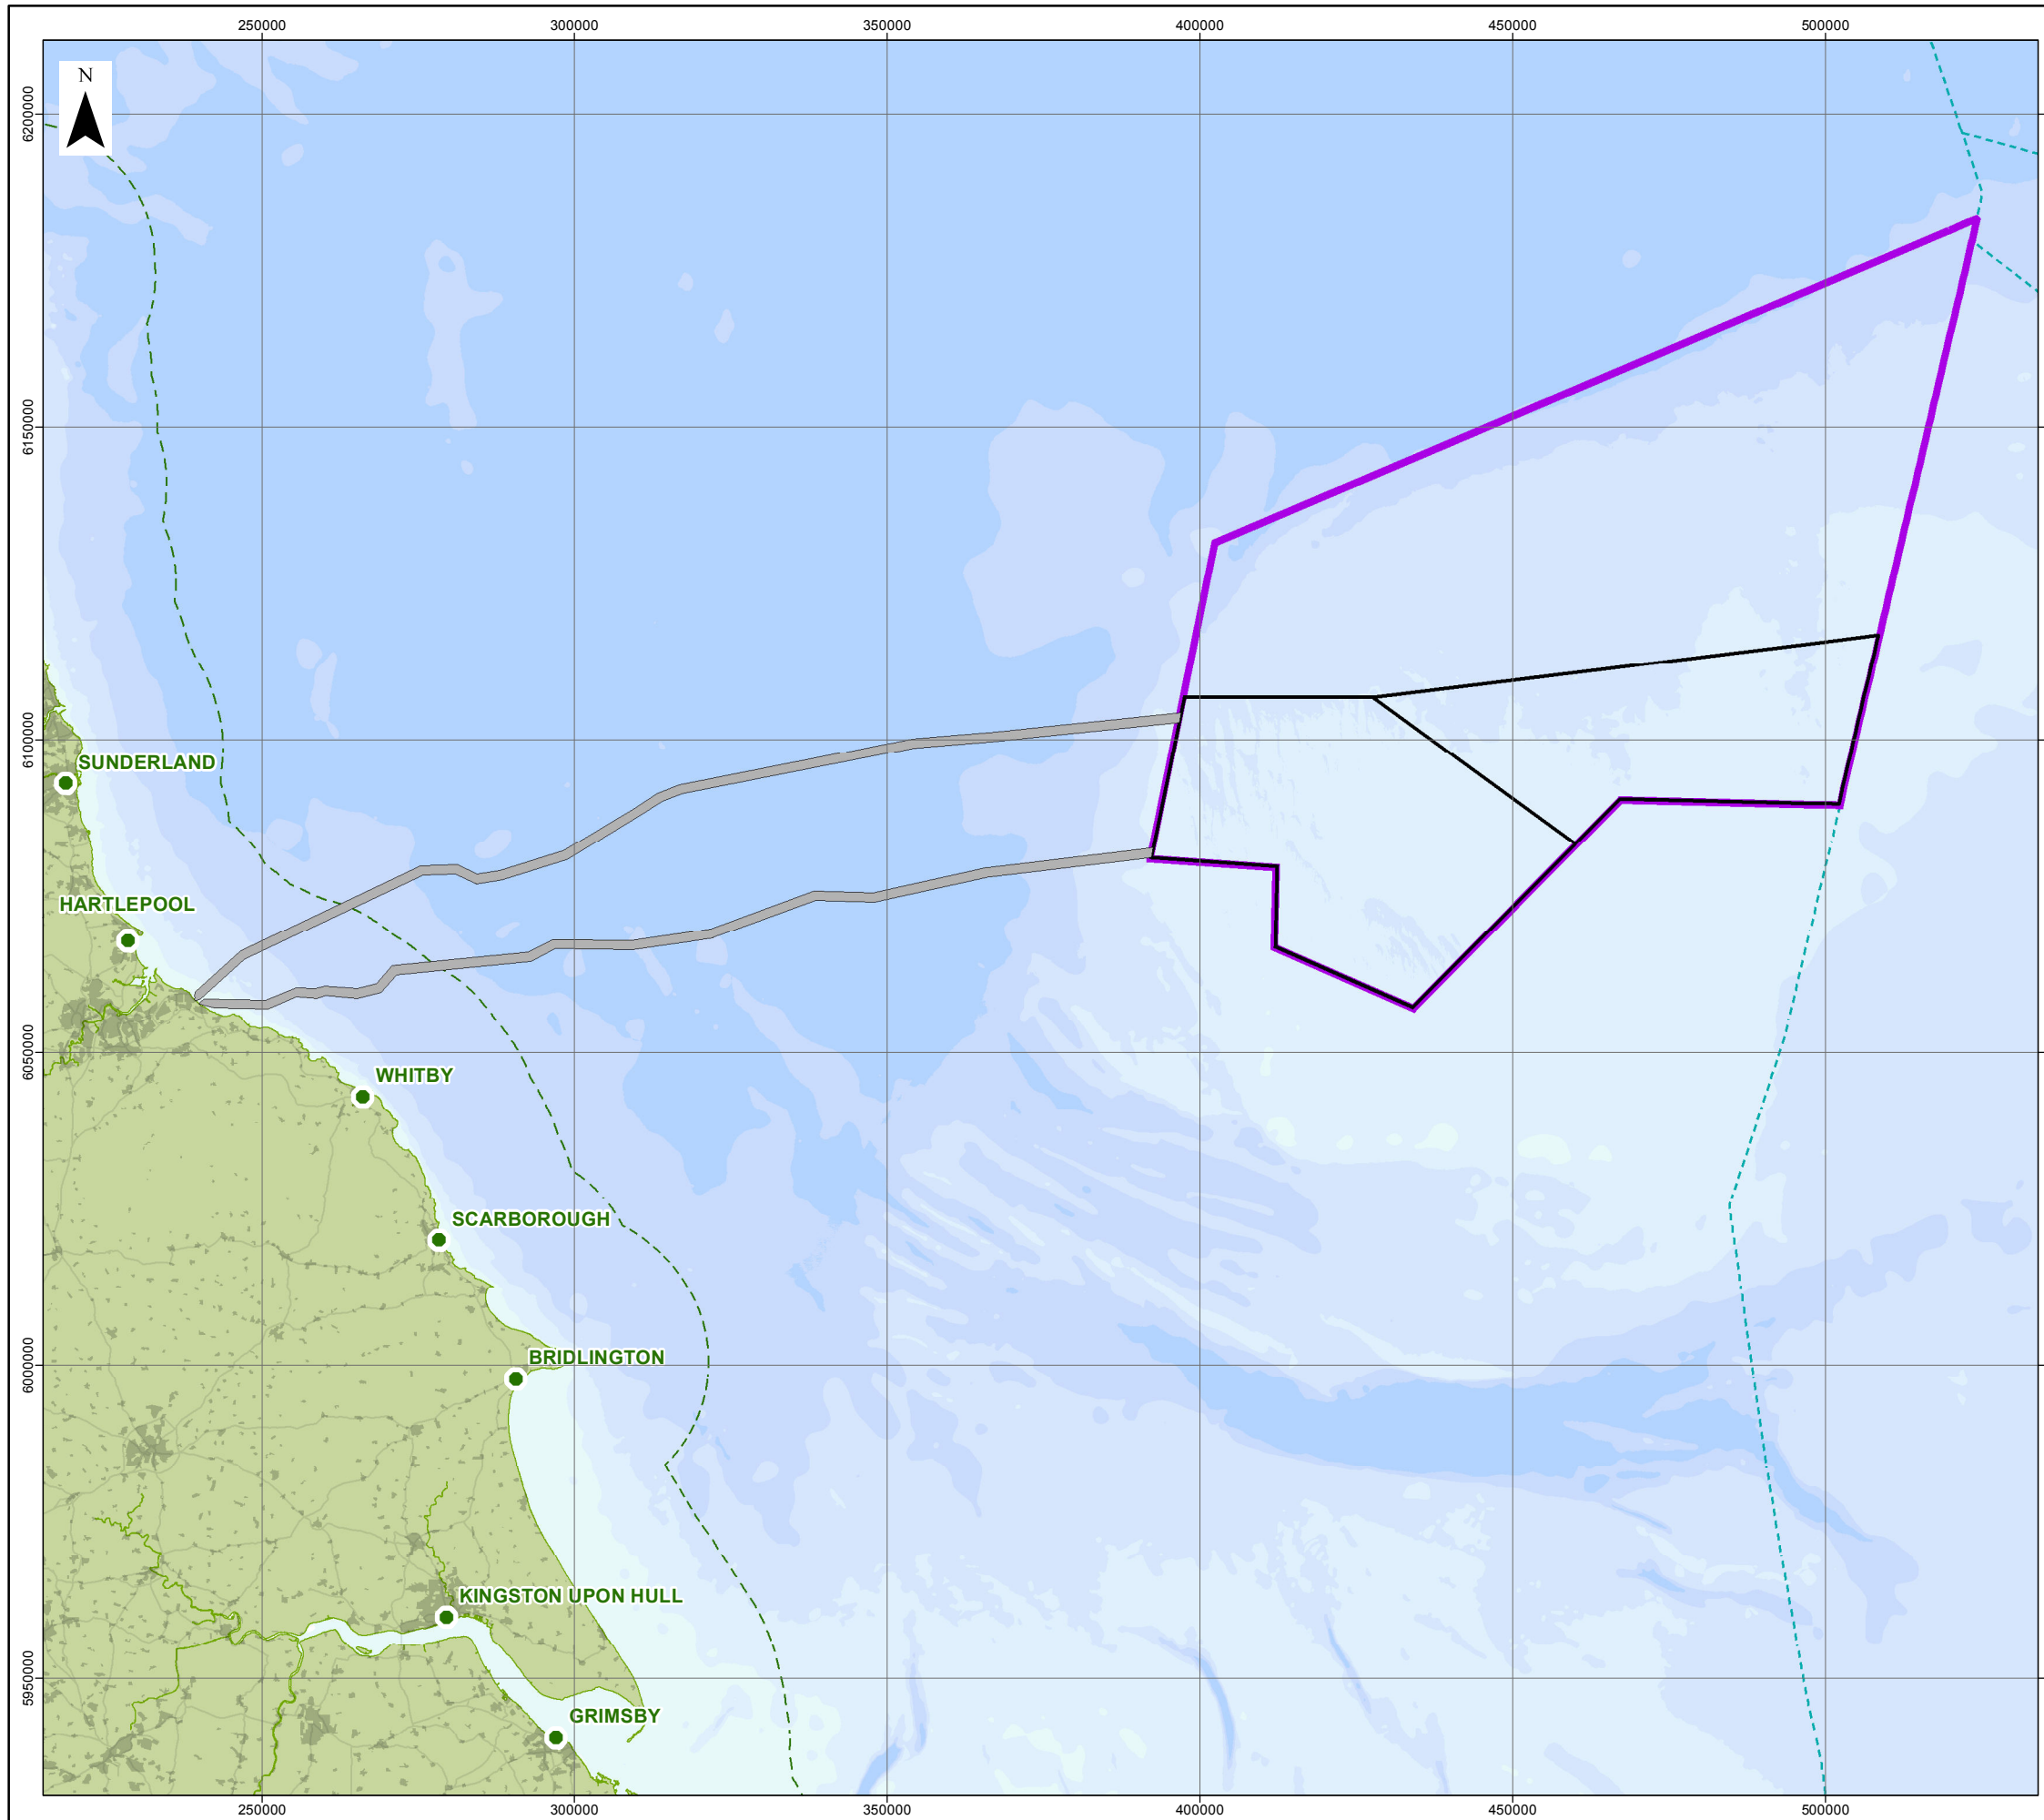 250000 300000 350000 400000 450000 500000
N
6200000
6150000
6100000
SUNDERLAND
HARTLEPOOL
6050000
WHITBY
SCARBOROUGH
6000000
BRIDLINGTON
KINGSTON UPON HULL
5950000
GRIMSBY
250000 300000 350000 400000 450000 500000